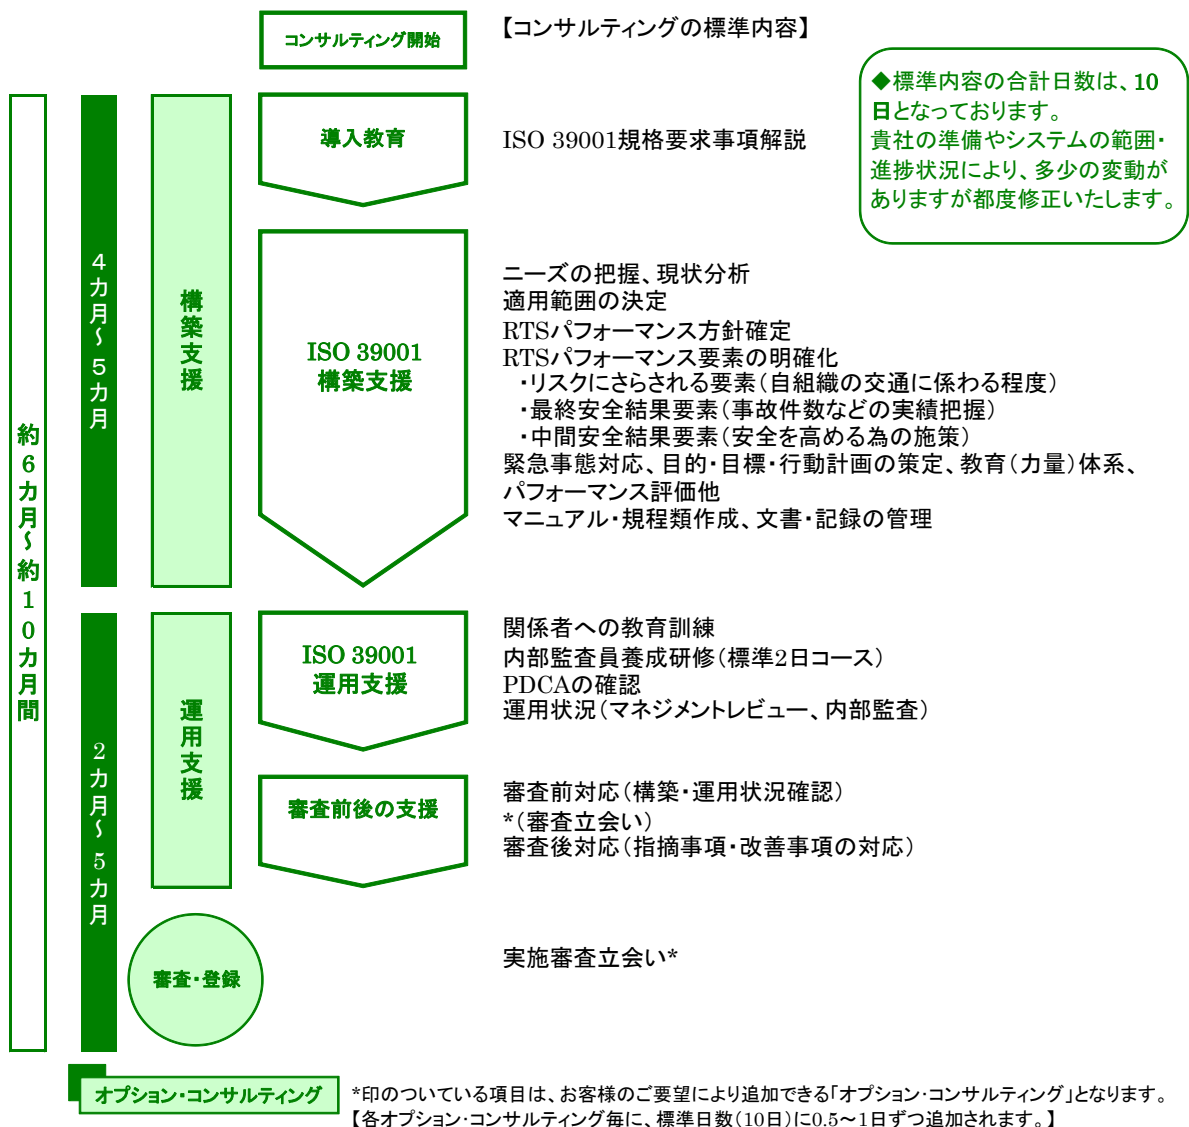 コンサルティング開始
【コンサルティングの標準内容】
◆標準内容の合計日数は、10
日となっております。
貴社の準備やシステムの範囲・
進捗状況により、多少の変動が
ありますが都度修正いたします。
約6カ月～約10カ月間
4カ月～5カ月
構築支援
導入教育
ISO 39001規格要求事項解説
ISO 39001
構築支援
ニーズの把握、現状分析
適用範囲の決定
RTSパフォーマンス方針確定
RTSパフォーマンス要素の明確化
・リスクにさらされる要素（自組織の交通に係わる程度）
・最終安全結果要素（事故件数などの実績把握）
・中間安全結果要素（安全を高める為の施策）
緊急事態対応、目的・目標・行動計画の策定、教育（力量）体系、
パフォーマンス評価他
マニュアル・規程類作成、文書・記録の管理
2カ月～5カ月
運用支援
ISO 39001
運用支援
関係者への教育訓練
内部監査員養成研修（標準2日コース）
PDCAの確認
運用状況（マネジメントレビュー、内部監査）
審査前後の支援
審査前対応（構築・運用状況確認）
*（審査立会い）
審査後対応（指摘事項・改善事項の対応）
審査・登録
実施審査立会い*
オプション・コンサルティング
*印のついている項目は、お客様のご要望により追加できる「オプション・コンサルティング」となります。
【各オプション・コンサルティング毎に、標準日数（10日）に0.5～1日ずつ追加されます。】